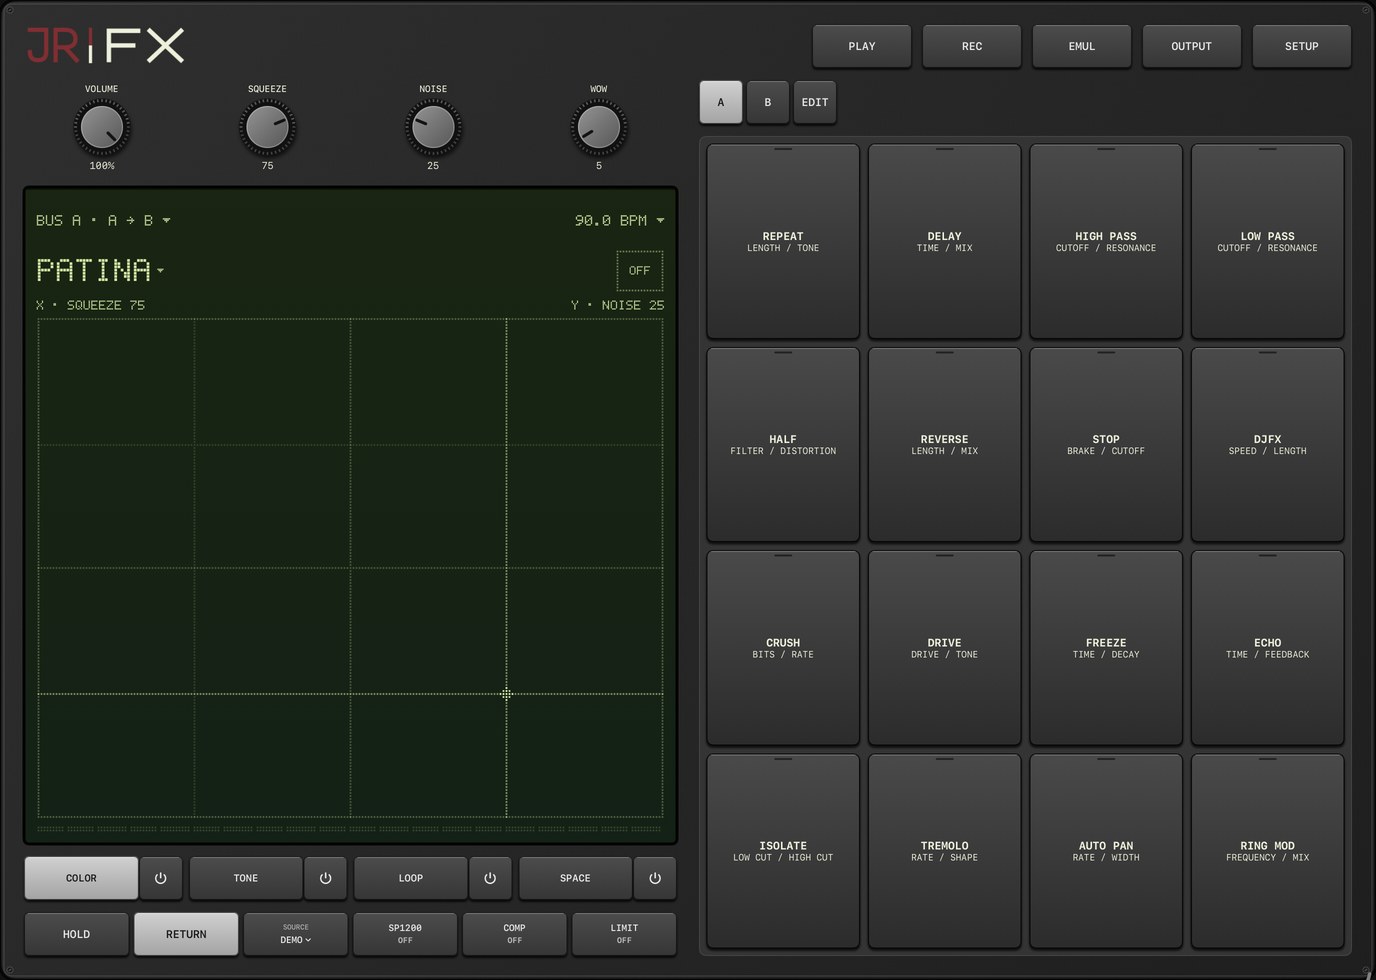 JRiFX
PLAY
REC
EMUL
OUTPUT
SETUP
VOLUME
SQUEEZE
NOISE
WOW
100%
75
25
5
A
B
EDIT
BUS A · A → B
90.0 BPM
PATINA
OFF
X · SQUEEZE 75
Y · NOISE 25
REPEAT
LENGTH / TONE
DELAY
TIME / MIX
HIGH PASS
CUTOFF / RESONANCE
LOW PASS
CUTOFF / RESONANCE
HALF
FILTER / DISTORTION
REVERSE
LENGTH / MIX
STOP
BRAKE / CUTOFF
DJFX
SPEED / LENGTH
CRUSH
BITS / RATE
DRIVE
DRIVE / TONE
FREEZE
TIME / DECAY
ECHO
TIME / FEEDBACK
ISOLATE
LOW CUT / HIGH CUT
TREMOLO
RATE / SHAPE
AUTO PAN
RATE / WIDTH
RING MOD
FREQUENCY / MIX
COLOR
TONE
LOOP
SPACE
HOLD
RETURN
SOURCE
DEMO
SP1200
OFF
COMP
OFF
LIMIT
OFF